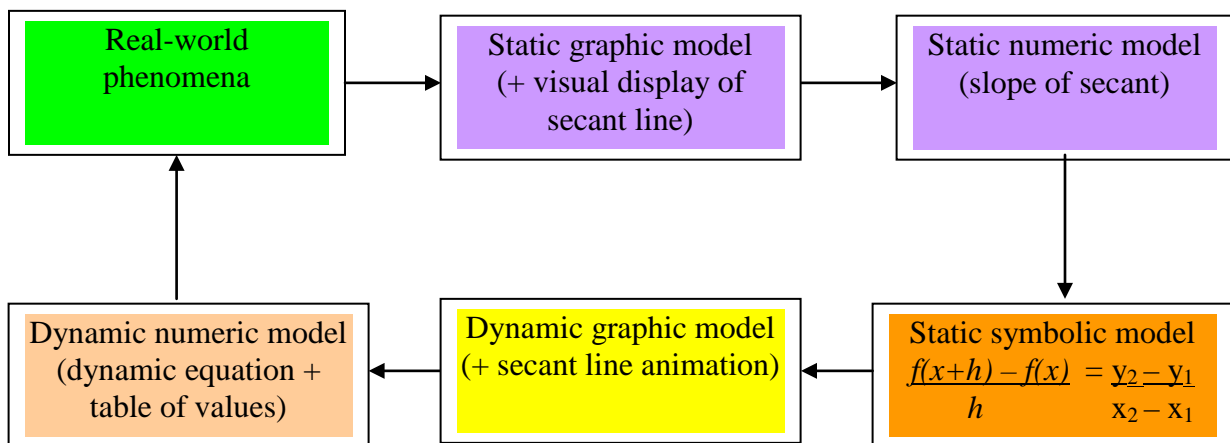 Real-world
phenomena
Static graphic model
(+ visual display of
secant line)
Static numeric model
(slope of secant)
Static symbolic model
f(x+h) – f(x) = y₂ – y₁
h x₂ – x₁
Dynamic graphic model
(+ secant line animation)
Dynamic numeric model
(dynamic equation +
table of values)